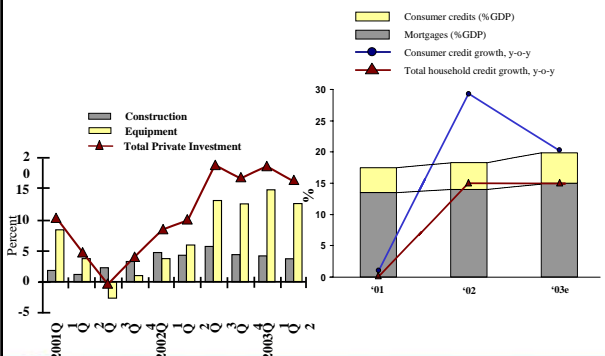 Construction
Equipment
Total Private Investment
Percent
2
0
15
10
5
0
-5
2001Q
1
Q
2
Q
3
Q
4
2002Q
1
Q
2
Q
3
Q
4
2003Q
1
Q
2
Consumer credits (%GDP)
Mortgages (%GDP)
Consumer credit growth, y-o-y
Total household credit growth, y-o-y
%
30
25
20
15
10
5
0
'01
'02
'03e